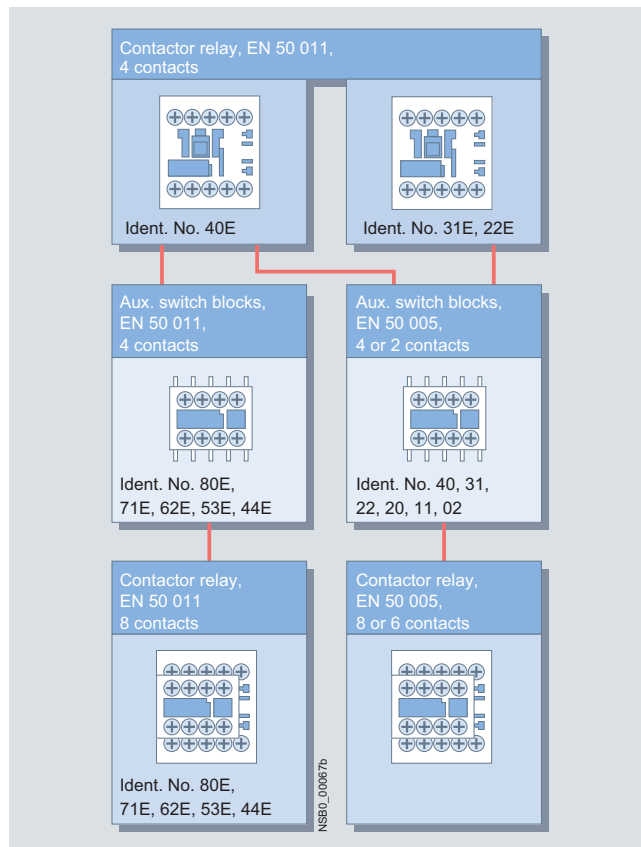 Contactor relay, EN 50 011,
4 contacts
Ident. No. 40E
Ident. No. 31E, 22E
Aux. switch blocks,
EN 50 011,
4 contacts
Ident. No. 80E,
71E, 62E, 53E, 44E
Aux. switch blocks,
EN 50 005,
4 or 2 contacts
Ident. No. 40, 31,
22, 20, 11, 02
Contactor relay,
EN 50 011
8 contacts
Ident. No. 80E,
71E, 62E, 53E, 44E
Contactor relay,
EN 50 005,
8 or 6 contacts
NSB0_00067b